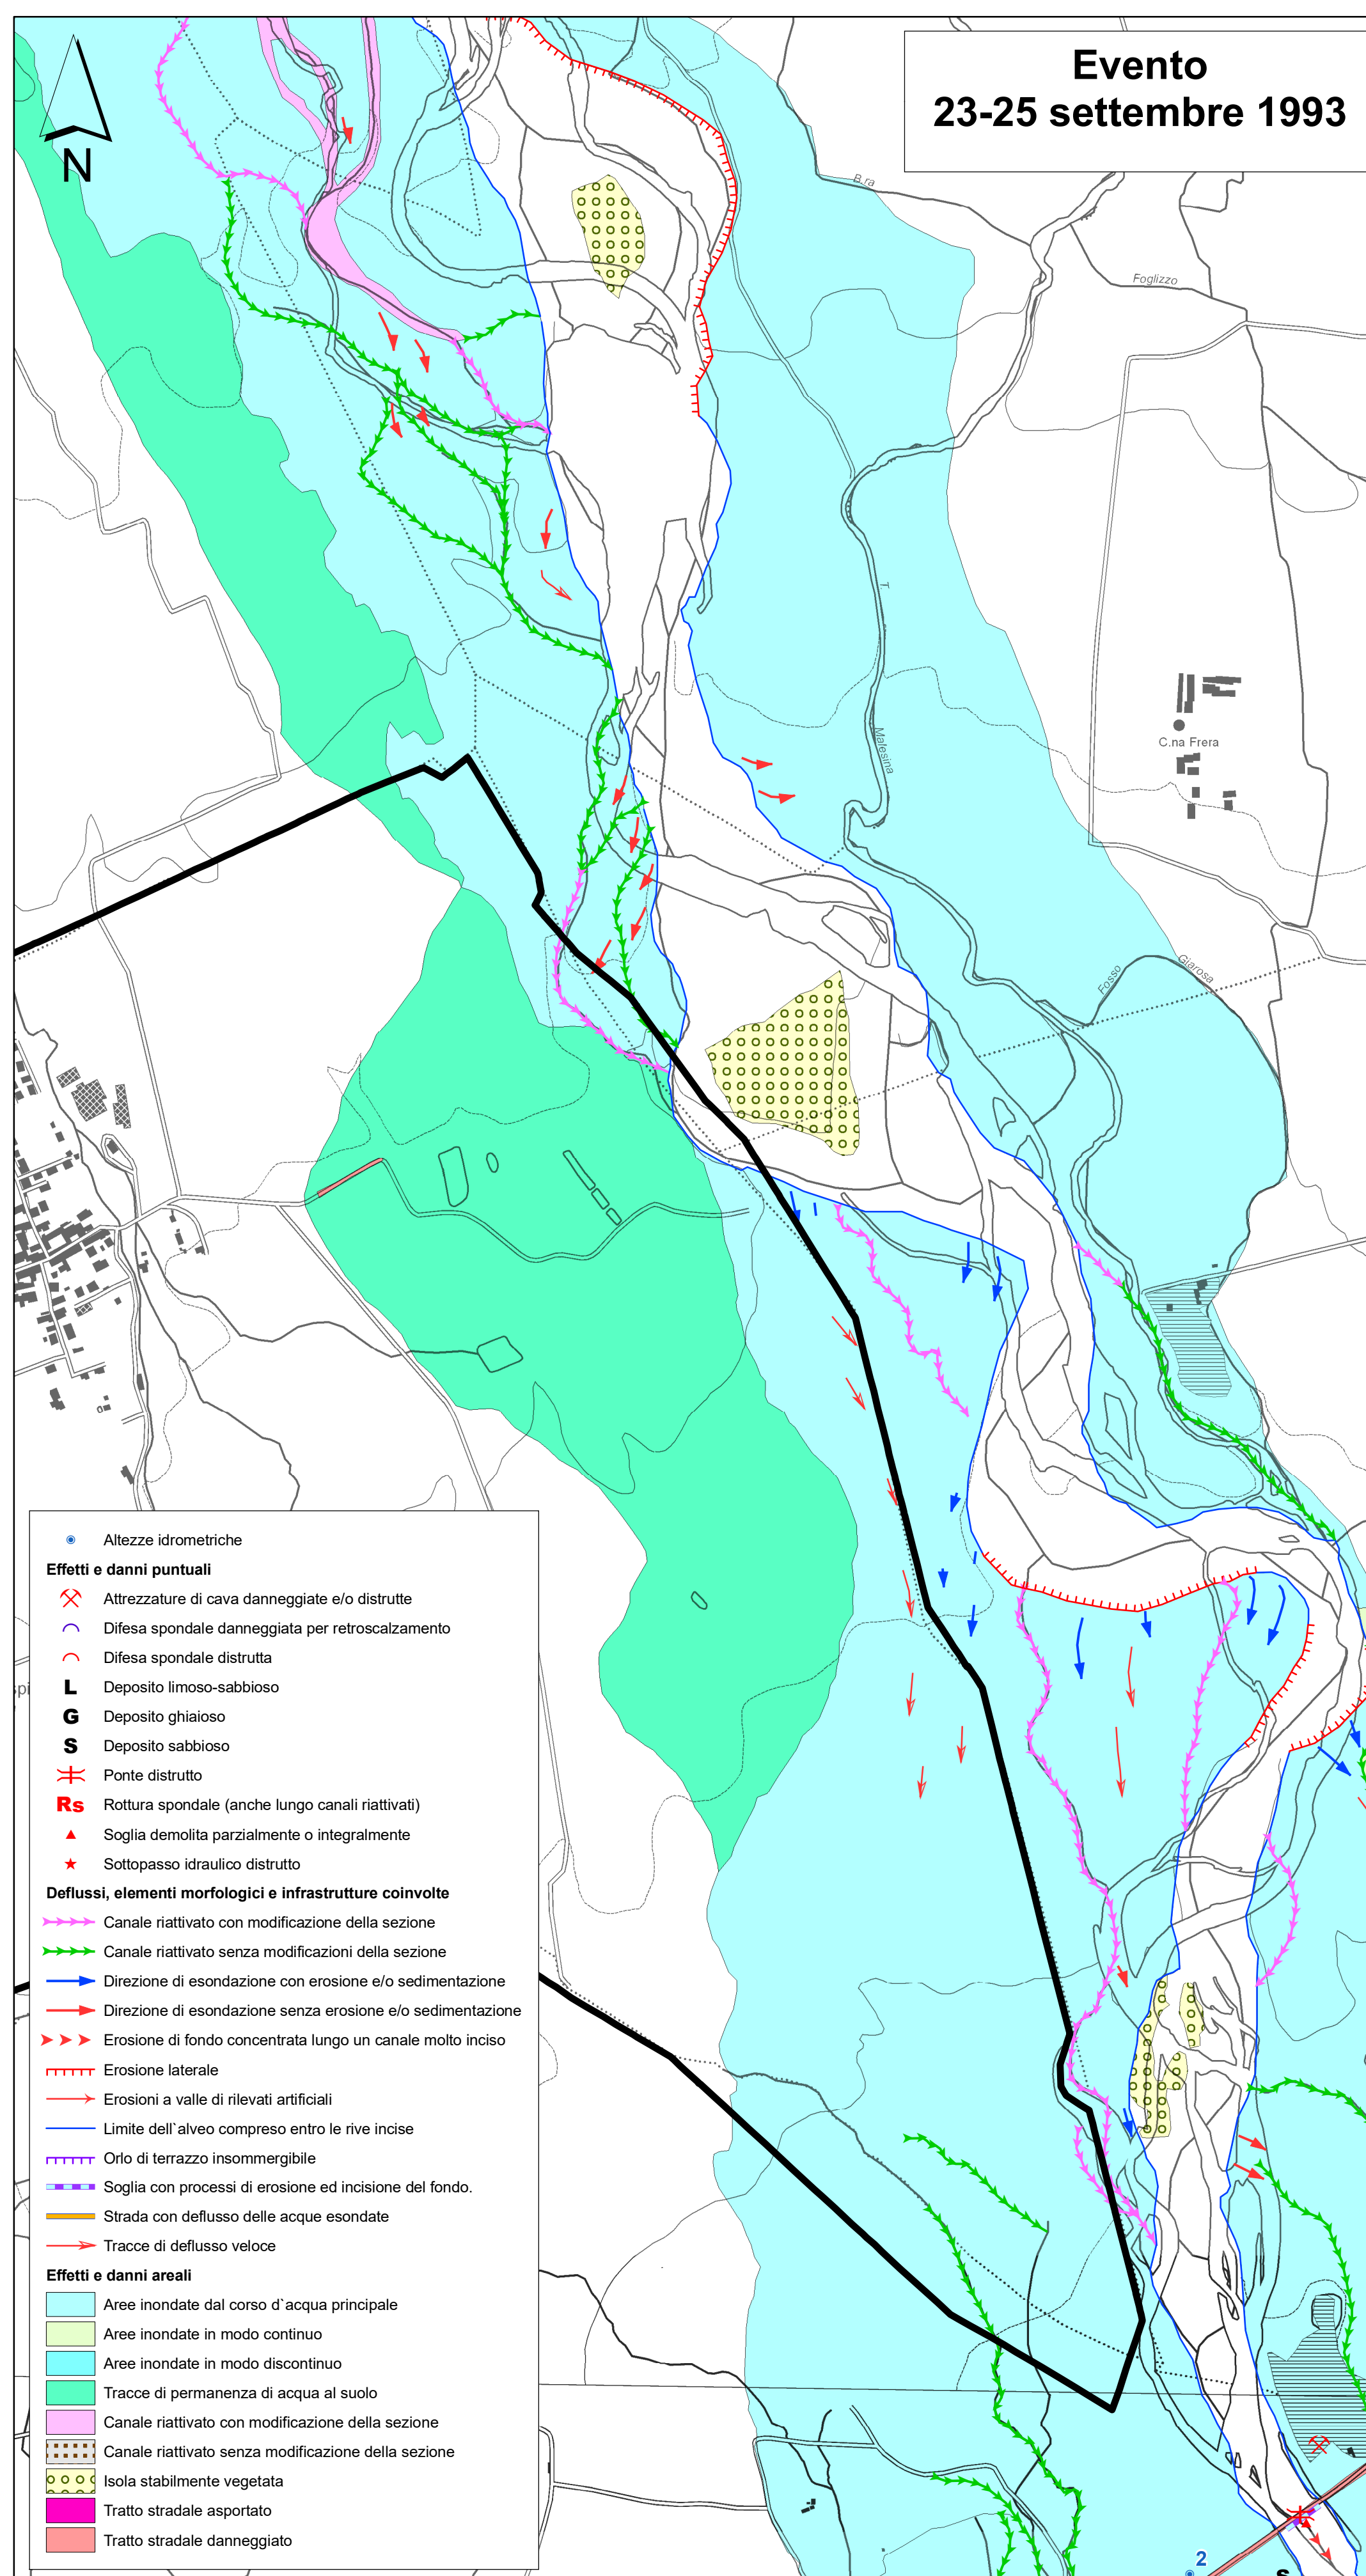 Evento
23-25 settembre 1993
N
B.ra
Foglizzo
T.
Malesina
C.na Frera
Fosso
Giarosa
Altezze idrometriche
Effetti e danni puntuali
Attrezzature di cava danneggiate e/o distrutte
Difesa spondale danneggiata per retroscalzamento
Difesa spondale distrutta
L Deposito limoso-sabbioso
G Deposito ghiaioso
S Deposito sabbioso
Ponte distrutto
Rs Rottura spondale (anche lungo canali riattivati)
Soglia demolita parzialmente o integralmente
Sottopasso idraulico distrutto
Deflussi, elementi morfologici e infrastrutture coinvolte
Canale riattivato con modificazione della sezione
Canale riattivato senza modificazioni della sezione
Direzione di esondazione con erosione e/o sedimentazione
Direzione di esondazione senza erosione e/o sedimentazione
Erosione di fondo concentrata lungo un canale molto inciso
Erosione laterale
Erosioni a valle di rilevati artificiali
Limite dell`alveo compreso entro le rive incise
Orlo di terrazzo insommergibile
Soglia con processi di erosione ed incisione del fondo.
Strada con deflusso delle acque esondate
Tracce di deflusso veloce
Effetti e danni areali
Aree inondate dal corso d`acqua principale
Aree inondate in modo continuo
Aree inondate in modo discontinuo
Tracce di permanenza di acqua al suolo
Canale riattivato con modificazione della sezione
Canale riattivato senza modificazione della sezione
Isola stabilmente vegetata
Tratto stradale asportato
Tratto stradale danneggiato
2